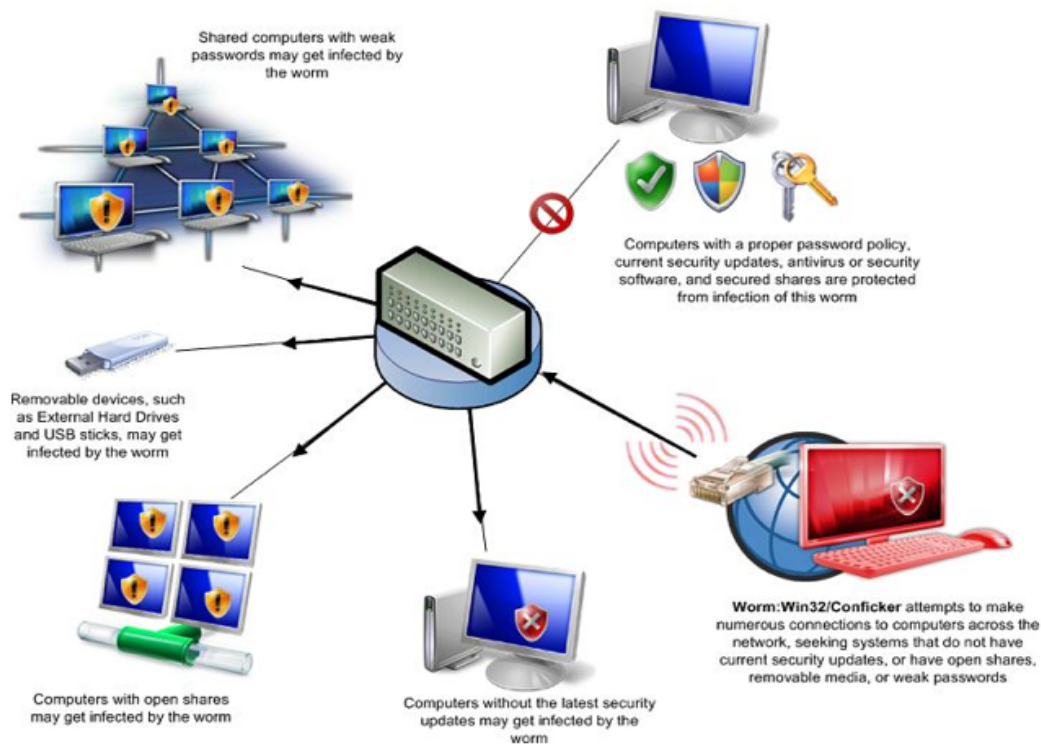 Shared computers with weak
passwords may get infected by
the worm
Computers with a proper password policy,
current security updates, antivirus or security
software, and secured shares are protected
from infection of this worm
Removable devices, such
as External Hard Drives
and USB sticks, may get
infected by the worm
Worm:Win32/Conficker attempts to make
numerous connections to computers across the
network, seeking systems that do not have
current security updates, or have open shares,
removable media, or weak passwords
Computers with open shares
may get infected by the worm
Computers without the latest security
updates may get infected by the
worm